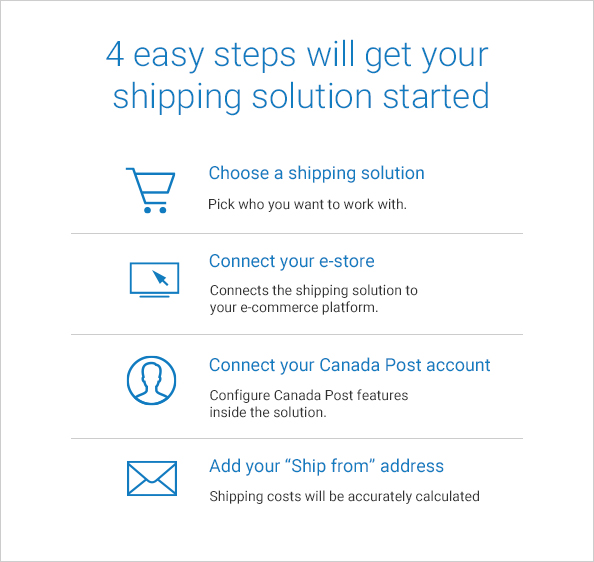 4 easy steps will get your
shipping solution started
Choose a shipping solution
Pick who you want to work with.
Connect your e-store
Connects the shipping solution to
your e-commerce platform.
Connect your Canada Post account
Configure Canada Post features
inside the solution.
Add your “Ship from” address
Shipping costs will be accurately calculated